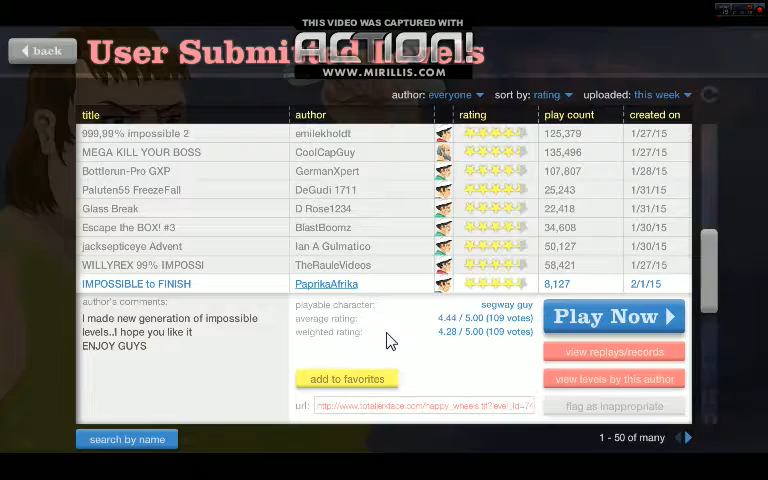 THIS VIDEO WAS CAPTURED WITH
ACTION!
WWW.MIRILLIS.COM
back
User Submitted Levels
author: everyone sort by: rating uploaded: this week
title author rating play count created on
999,99% impossible 2 emilekholdt 125,379 1/27/15
MEGA KILL YOUR BOSS CoolCapGuy 135,496 1/27/15
Bottlerun-Pro GXP GermanXpert 107,807 1/28/15
Paluten55 FreezeFall DeGudi 1711 25,243 1/31/15
Glass Break D Rose1234 22,418 1/31/15
Escape the BOX! #3 BlastBoomz 34,608 1/30/15
jacksepticeye Advent Ian A Gulmatico 50,127 1/30/15
WILLYREX 99% IMPOSSI TheRauleVideos 58,421 1/27/15
IMPOSSIBLE to FINISH PaprikaAfrika 8,127 2/1/15
author's comments:
I made new generation of impossible
levels..I hope you like it
ENJOY GUYS
playable character: segway guy
average rating: 4.44 / 5.00 (109 votes)
weighted rating: 4.28 / 5.00 (109 votes)
add to favorites
url: http://www.totaljerkface.com/happy_wheels.tjf?level_id=74
Play Now
view replays/records
view levels by this author
flag as inappropriate
search by name
1 - 50 of many